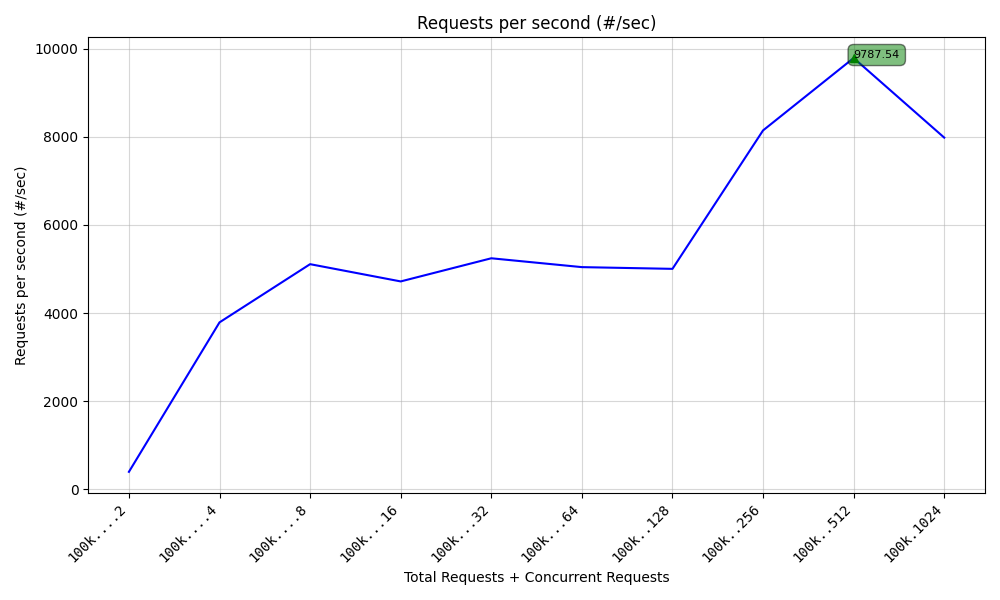 Requests per second (#/sec)
10000
9787.54
8000
6000
4000
2000
0
Requests per second (#/sec)
100k....2
100k....4
100k....8
100k...16
100k...32
100k...64
100k..128
100k..256
100k..512
100k.1024
Total Requests + Concurrent Requests